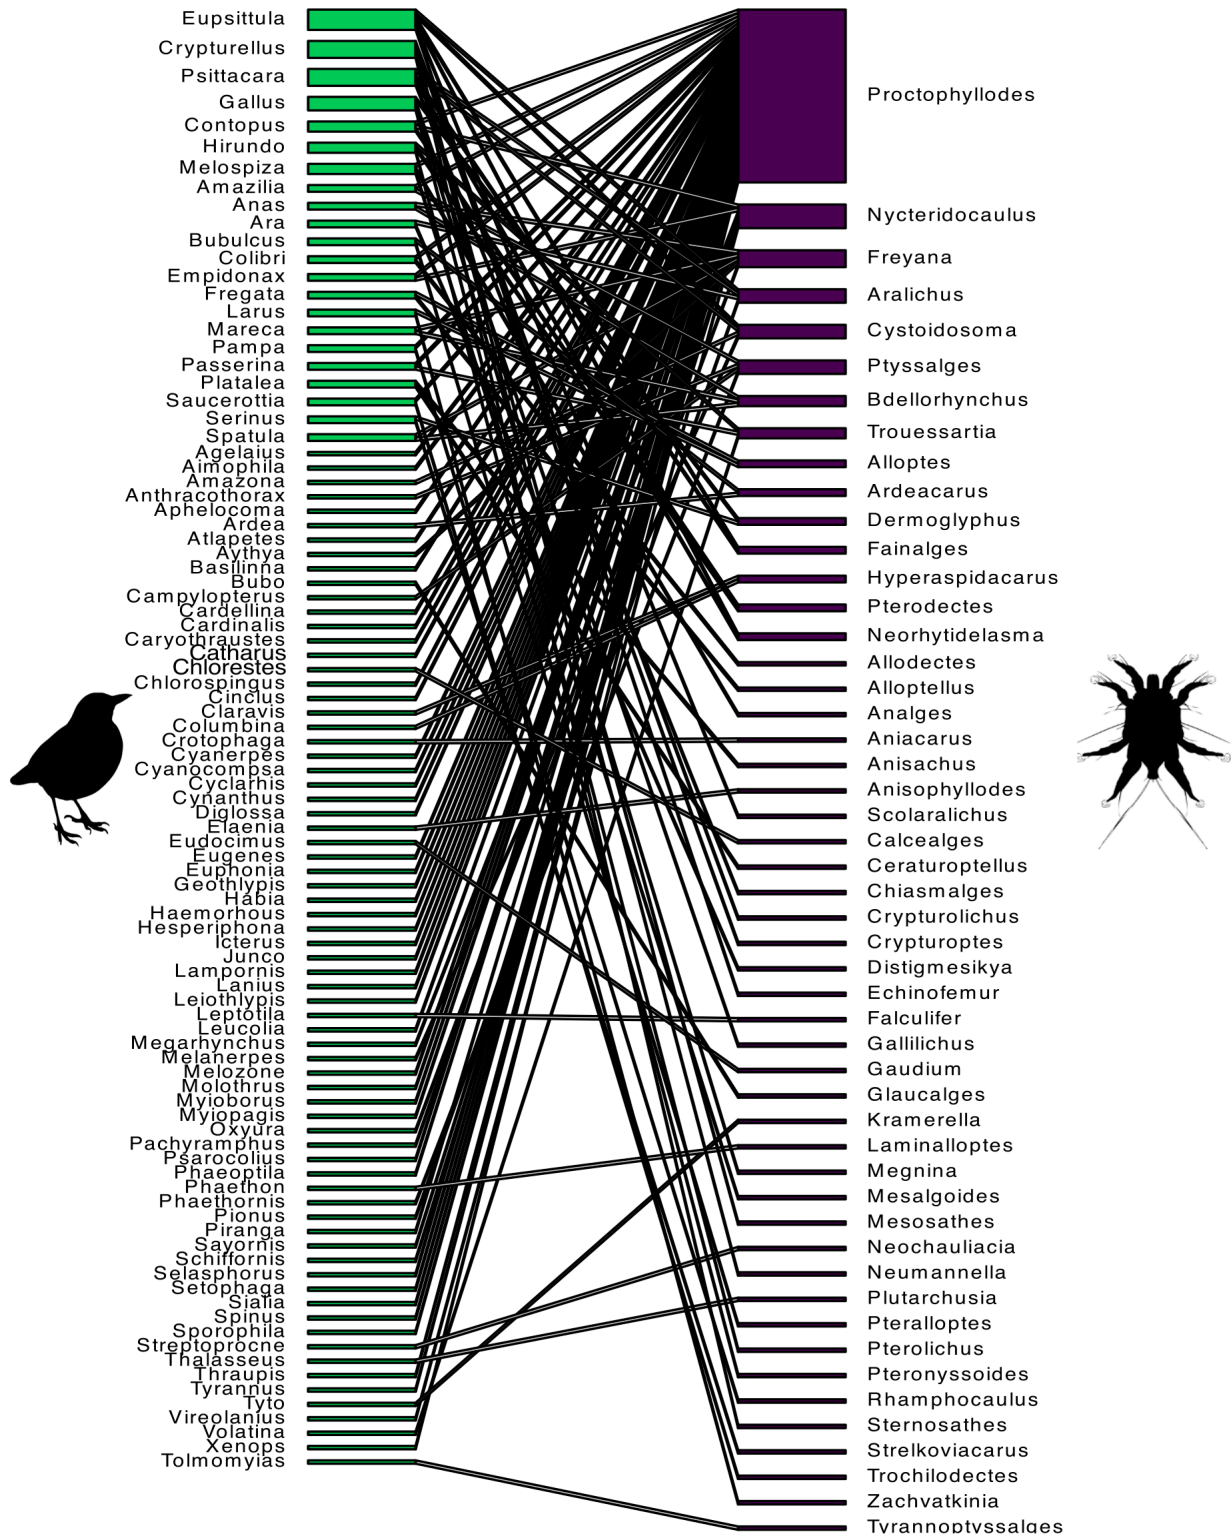 Eupsittula
Crypturellus
Psittacara
Gallus
Contopus
Hirundo
Melospiza
Amazilia
Anas
Ara
Bubulcus
Colibri
Empidonax
Fregata
Larus
Mareca
Pampa
Passerina
Platalea
Saucerottia
Serinus
Spatula
Agelaius
Aimophila
Amazona
Anthracothorax
Aphelocoma
Ardea
Atlapetes
Aythya
Basilinna
Bubo
Campylopterus
Cardellina
Cardinalis
Caryothraustes
Catharus
Chlorestes
Chlorospingus
Cinclus
Claravis
Columbina
Crotophaga
Cyanerpes
Cyanocompsa
Cyclarhis
Cynanthus
Diglossa
Elaenia
Eudocimus
Eugenes
Euphonia
Geothlypis
Habia
Haemorhous
Hesperiphona
Icterus
Junco
Lampornis
Lanius
Leiothlypis
Leptotila
Leucolia
Megarhynchus
Melanerpes
Melozone
Molothrus
Myioborus
Myiopagis
Oxyura
Pachyramphus
Psarocolius
Phaeoptila
Phaethon
Phaethornis
Pionus
Piranga
Sayornis
Schiffornis
Selasphorus
Setophaga
Sialia
Spinus
Sporophila
Streptoprocne
Thalasseus
Thraupis
Tyrannus
Tyto
Vireolanius
Volatina
Xenops
Tolmomyias
Proctophyllodes
Nycteridocaulus
Freyana
Aralichus
Cystoidosoma
Ptyssalges
Bdellorhynchus
Trouessartia
Alloptes
Ardeacarus
Dermoglyphus
Fainalges
Hyperaspidacarus
Pterodectes
Neorhytidelasma
Allodectes
Alloptellus
Analges
Aniacarus
Anisachus
Anisophyllodes
Scolaralichus
Calcealges
Ceraturoptellus
Chiasmalges
Crypturolichus
Crypturoptes
Distigmesikya
Echinofemur
Falculifer
Gallilichus
Gaudium
Glaucalges
Kramerella
Laminalloptes
Megnina
Mesalgoides
Mesosathes
Neochauliacia
Neumannella
Plutarchusia
Pteralloptes
Pterolichus
Pteronyssoides
Rhamphocaulus
Sternosathes
Strelkoviacarus
Trochilodectes
Zachvatkinia
Tyrannoptyssalges